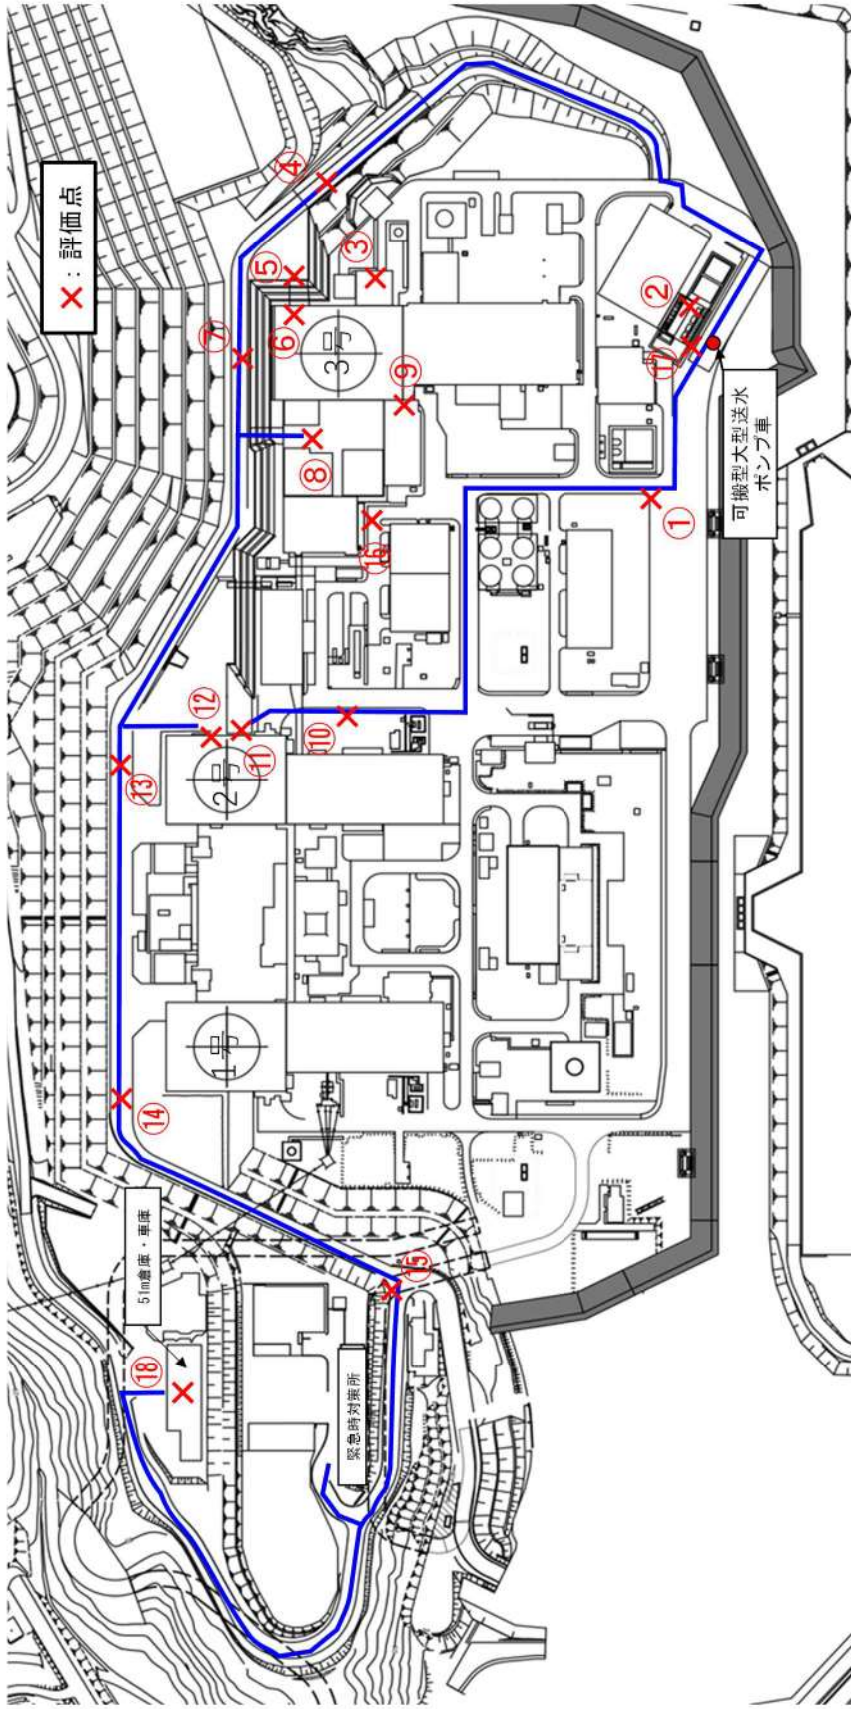 ×：評価点
④
③
⑤
⑥
⑦
3号
②
⑰
⑨
⑧
可搬型大型送水
ポンプ車
①
⑯
⑫
⑪
⑩
2号
⑬
1号
⑭
51m倉庫・車庫
⑮
⑱
緊急時対策所